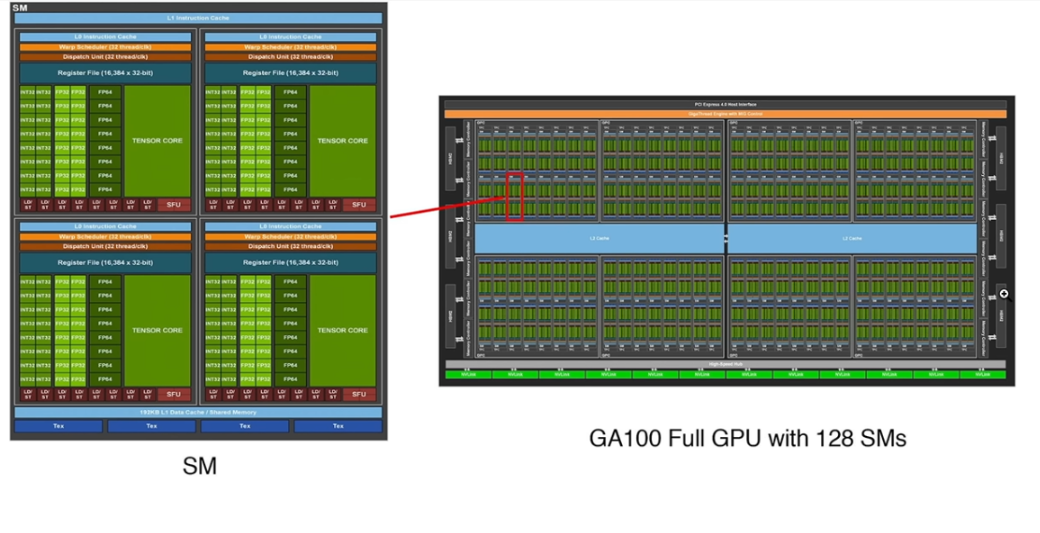 SM
L1 Instruction Cache
L0 Instruction Cache L0 Instruction Cache
Warp Scheduler (32 thread/clk) Warp Scheduler (32 thread/clk)
Dispatch Unit (32 thread/clk) Dispatch Unit (32 thread/clk)
Register File (16,384 x 32-bit) Register File (16,384 x 32-bit)
INT32 INT32 FP32 FP32 FP64 INT32 INT32 FP32 FP32 FP64
INT32 INT32 FP32 FP32 FP64 INT32 INT32 FP32 FP32 FP64
INT32 INT32 FP32 FP32 FP64 INT32 INT32 FP32 FP32 FP64
INT32 INT32 FP32 FP32 FP64 INT32 INT32 FP32 FP32 FP64
TENSOR CORE TENSOR CORE
INT32 INT32 FP32 FP32 FP64 INT32 INT32 FP32 FP32 FP64
INT32 INT32 FP32 FP32 FP64 INT32 INT32 FP32 FP32 FP64
INT32 INT32 FP32 FP32 FP64 INT32 INT32 FP32 FP32 FP64
INT32 INT32 FP32 FP32 FP64 INT32 INT32 FP32 FP32 FP64
LD/ LD/ LD/ LD/ LD/ LD/ LD/ LD/ SFU LD/ LD/ LD/ LD/ LD/ LD/ LD/ LD/ SFU
ST ST ST ST ST ST ST ST ST ST ST ST ST ST ST ST
L0 Instruction Cache L0 Instruction Cache
Warp Scheduler (32 thread/clk) Warp Scheduler (32 thread/clk)
Dispatch Unit (32 thread/clk) Dispatch Unit (32 thread/clk)
Register File (16,384 x 32-bit) Register File (16,384 x 32-bit)
INT32 INT32 FP32 FP32 FP64 INT32 INT32 FP32 FP32 FP64
INT32 INT32 FP32 FP32 FP64 INT32 INT32 FP32 FP32 FP64
INT32 INT32 FP32 FP32 FP64 INT32 INT32 FP32 FP32 FP64
INT32 INT32 FP32 FP32 FP64 INT32 INT32 FP32 FP32 FP64
TENSOR CORE TENSOR CORE
INT32 INT32 FP32 FP32 FP64 INT32 INT32 FP32 FP32 FP64
INT32 INT32 FP32 FP32 FP64 INT32 INT32 FP32 FP32 FP64
INT32 INT32 FP32 FP32 FP64 INT32 INT32 FP32 FP32 FP64
INT32 INT32 FP32 FP32 FP64 INT32 INT32 FP32 FP32 FP64
LD/ LD/ LD/ LD/ LD/ LD/ LD/ LD/ SFU LD/ LD/ LD/ LD/ LD/ LD/ LD/ LD/ SFU
ST ST ST ST ST ST ST ST ST ST ST ST ST ST ST ST
192KB L1 Data Cache / Shared Memory
Tex Tex Tex Tex
SM
PCI Express 4.0 Host Interface
GPC GPC GPC GPC
L2 Cache L2 Cache
GPC GPC GPC GPC
High-Speed Hub
NVLink NVLink NVLink NVLink NVLink NVLink NVLink NVLink NVLink NVLink NVLink NVLink
GA100 Full GPU with 128 SMs